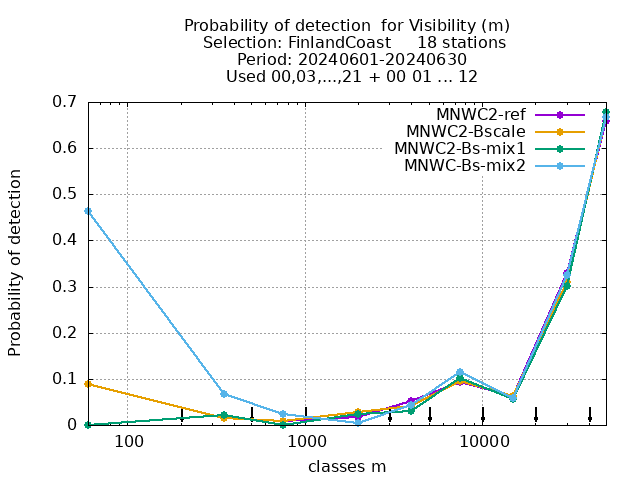 Probability of detection  for Visibility (m)
Selection: FinlandCoast     18 stations
Period: 20240601-20240630
Used 00,03,...,21 + 00 01 ... 12
MNWC2-ref
MNWC2-Bscale
MNWC2-Bs-mix1
MNWC-Bs-mix2
Probability of detection
0.7
0.6
0.5
0.4
0.3
0.2
0.1
0
100
1000
10000
classes m